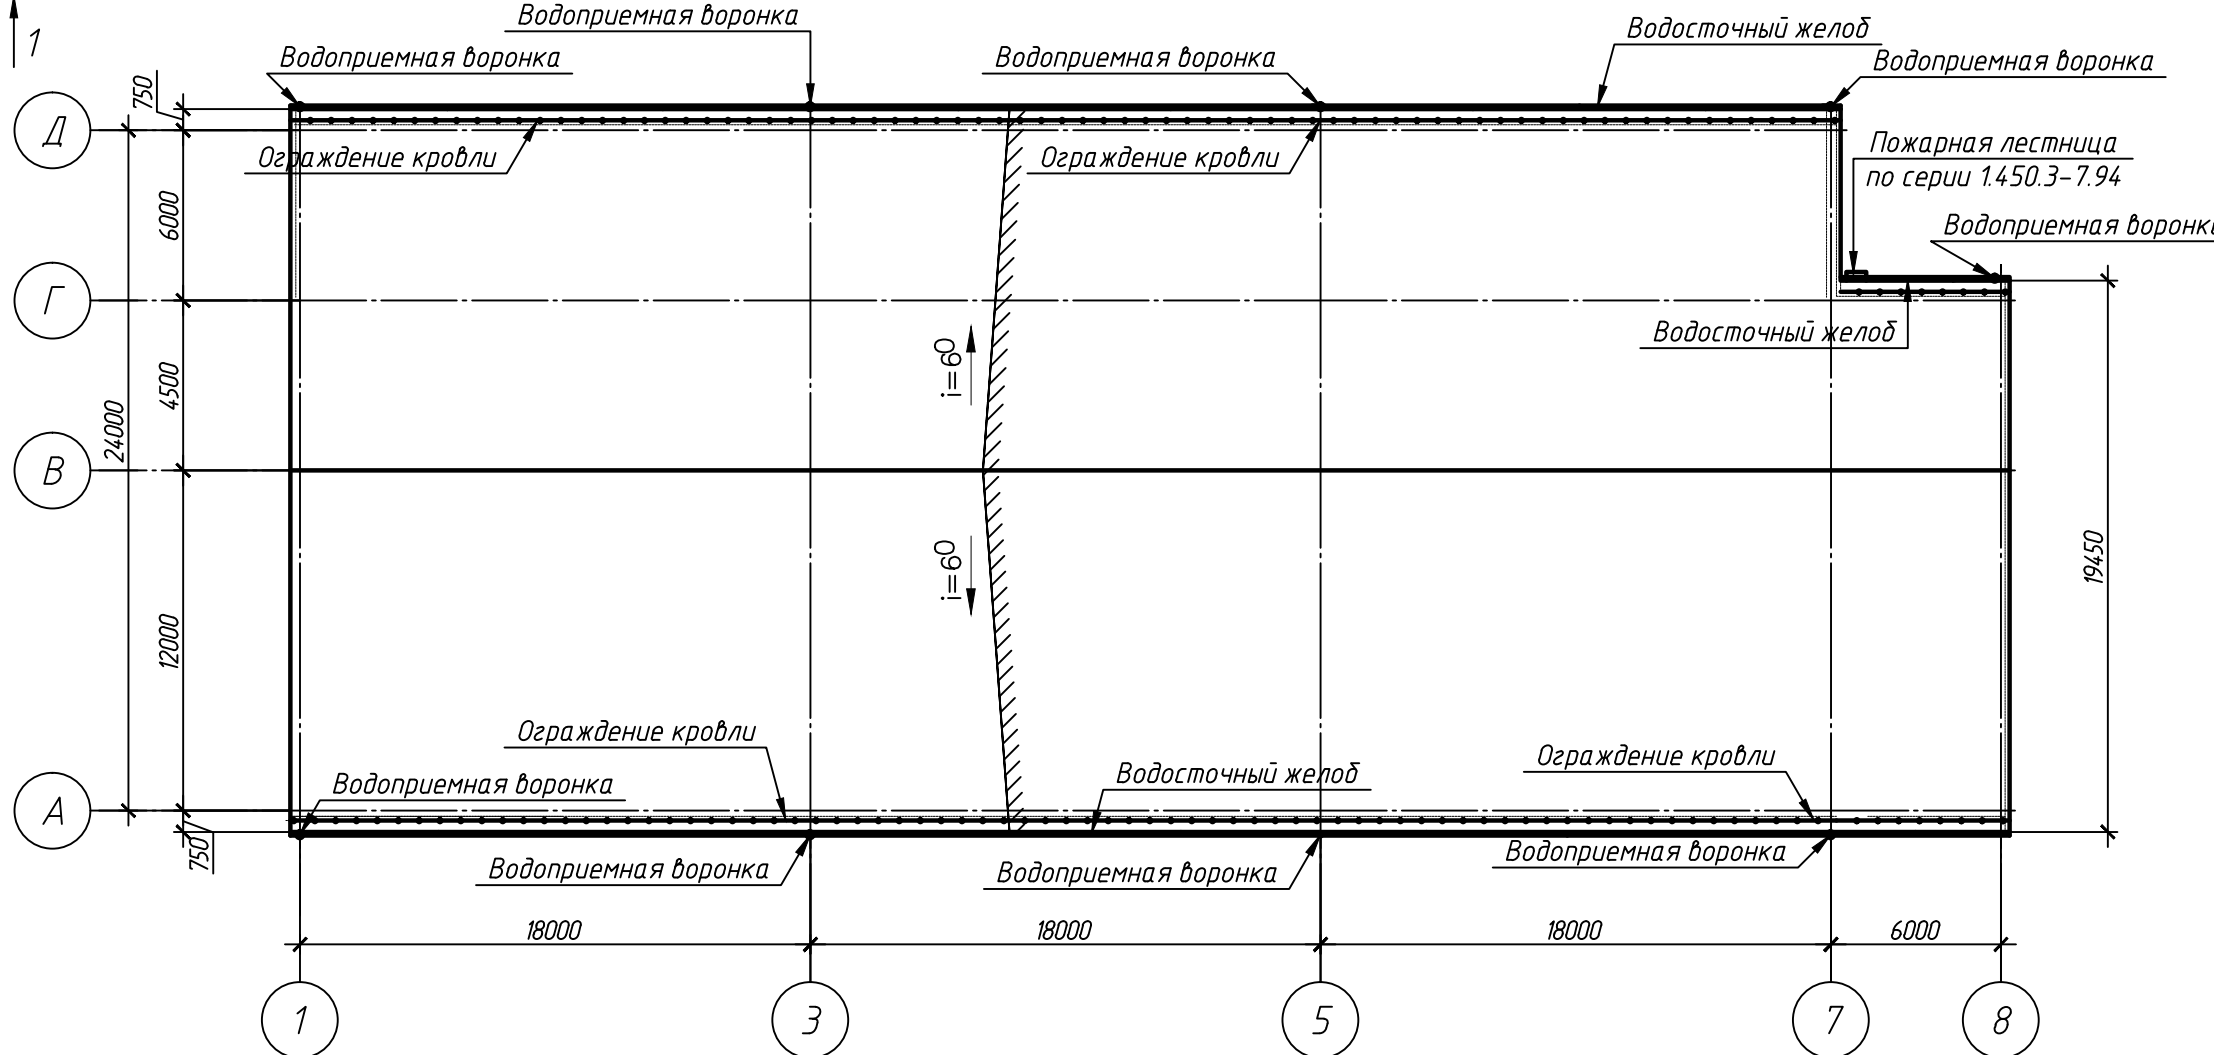 1
Водоприемная воронка
Водоприемная воронка
Водоприемная воронка
Водосточный желоб
Водоприемная воронка
750
Д
Ограждение кровли
Ограждение кровли
Пожарная лестница
по серии 1.450.3-7.94
6000
Водоприемная воронка
Г
Водосточный желоб
i=60
4500
24000
В
i=60
19450
12000
Ограждение кровли
Ограждение кровли
Водоприемная воронка
Водосточный желоб
А
750
Водоприемная воронка
Водоприемная воронка
Водоприемная воронка
18000
18000
18000
6000
1
3
5
7
8